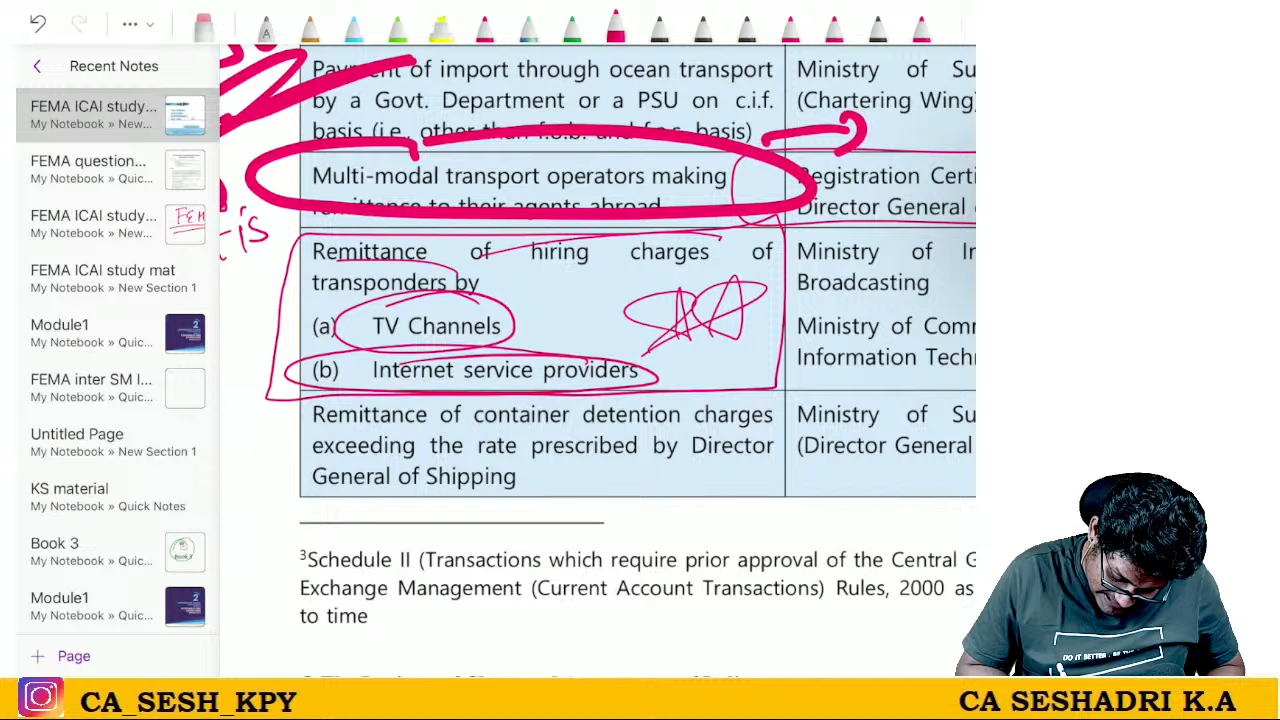 Recent Notes
FEMA ICAI study...
My Notebook » New...
FEMA question...
My Notebook » Quic...
FEMA ICAI study...
My Notebook » New...
FEMA ICAI study mat
My Notebook » New Section 1
Module1
My Notebook » Quic...
FEMA inter SM I...
My Notebook » Quic...
Untitled Page
My Notebook » New Section 1
KS material
My Notebook » Quick Notes
Book 3
My Notebook » Quic...
Module1
My Notebook » Quic...
+ Page
Payment of import through ocean transport
by a Govt. Department or a PSU on c.i.f.
basis (i.e., other than f.o.b. and f.a.s. basis)
Ministry of Su
(Chartering Wing)
Multi-modal transport operators making
remittance to their agents abroad
Registration Certi
Director General
Remittance of hiring charges of
transponders by
(a) TV Channels
(b) Internet service providers
Ministry of In
Broadcasting
Ministry of Comm
Information Techn
Remittance of container detention charges
exceeding the rate prescribed by Director
General of Shipping
Ministry of Su
(Director General
³Schedule II (Transactions which require prior approval of the Central G
Exchange Management (Current Account Transactions) Rules, 2000 as
to time
DO IT BETTER
CA_SESH_KPY
CA SESHADRI K.A